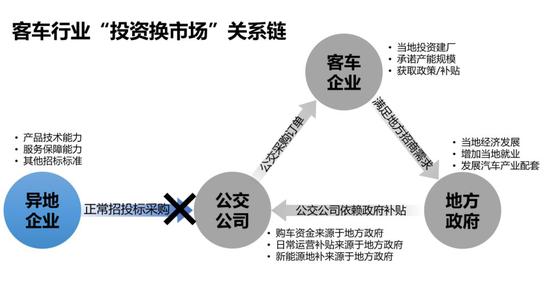 客车行业“投资换市场”关系链
客车
企业
• 当地投资建厂
• 承诺产能规模
• 获取政策/补贴
公交采购订单
满足地方招商需求
• 产品技术能力
• 服务保障能力
• 其他招标标准
• 当地经济发展
• 增加当地就业
• 发展汽车产业配套
异地
企业
正常招投标采购
公交
公司
公交公司依赖政府补贴
地方
政府
• 购车资金来源于地方政府
• 日常运营补贴来源于地方政府
• 新能源地补来源于地方政府